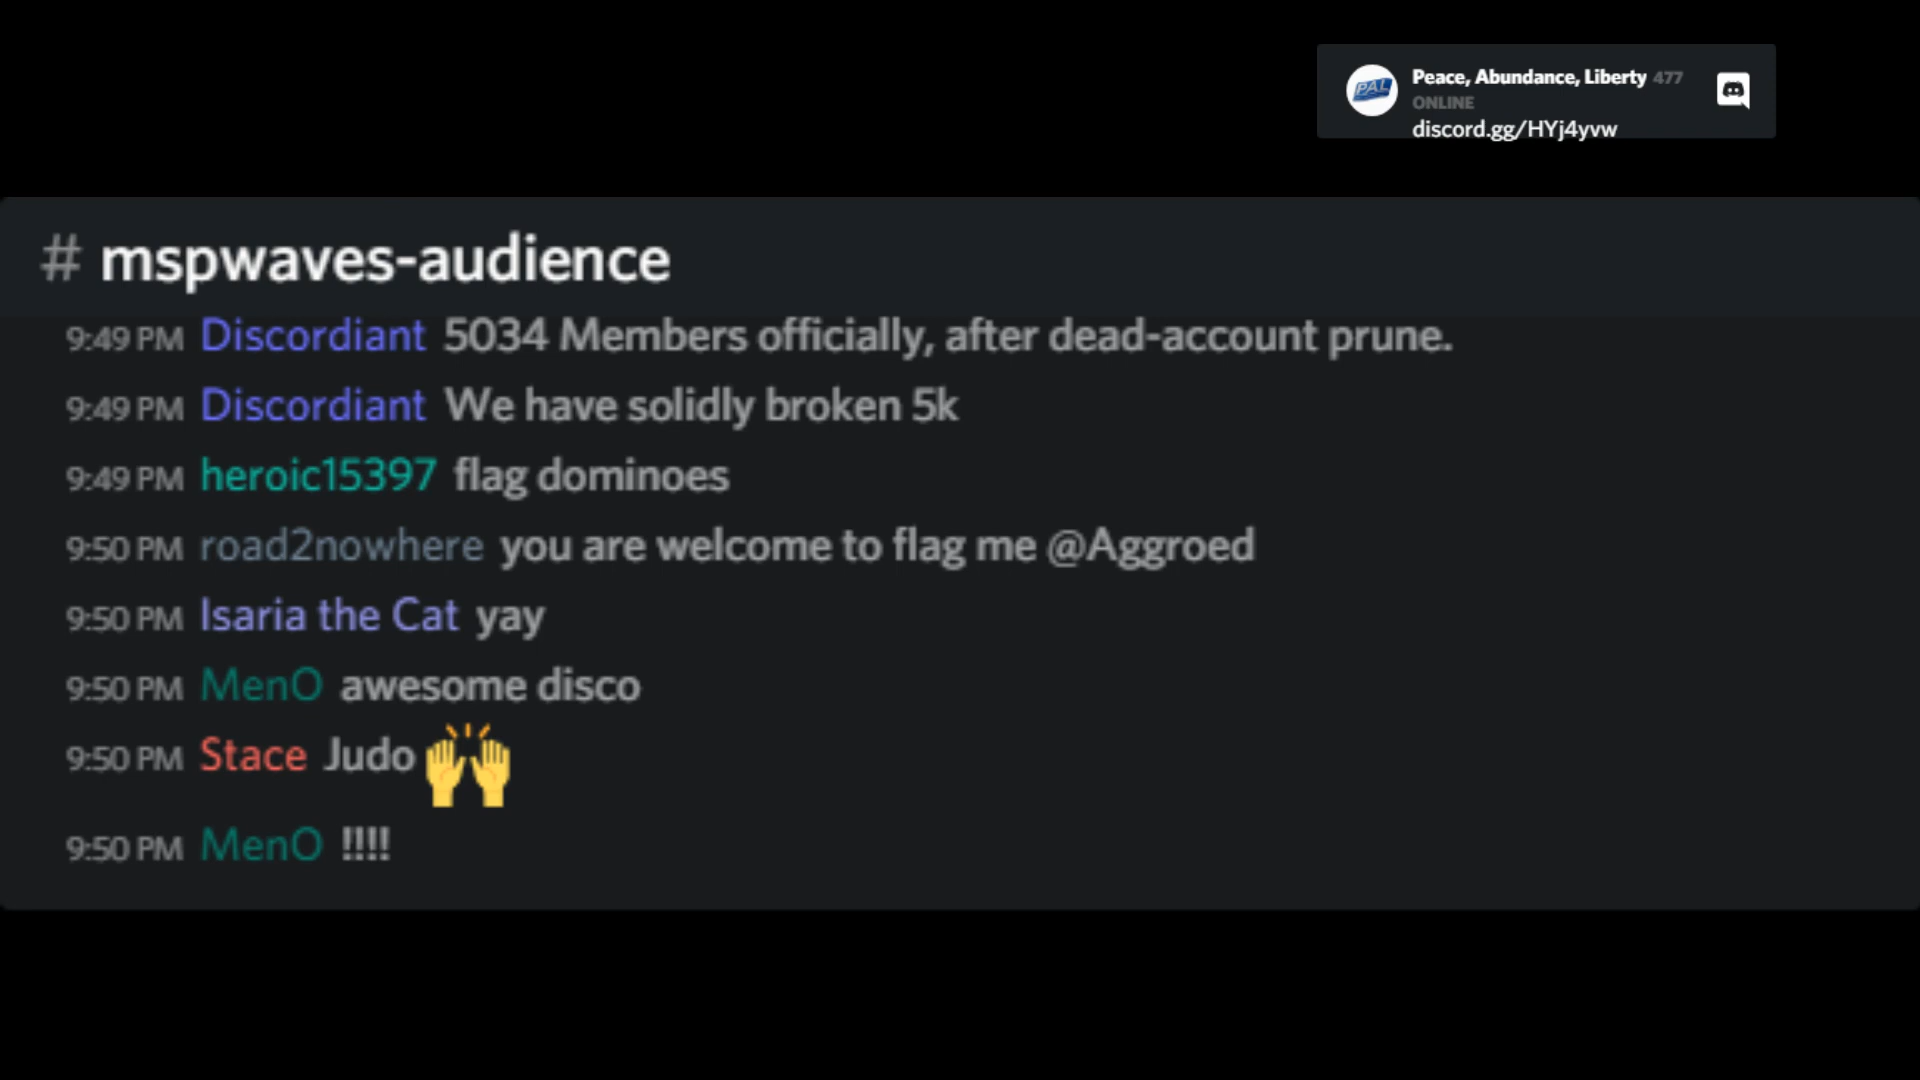 PAL
Peace, Abundance, Liberty 477
ONLINE
discord.gg/HYj4yvw
# mspwaves-audience
9:49 PM Discordiant 5034 Members officially, after dead-account prune.
9:49 PM Discordiant We have solidly broken 5k
9:49 PM heroic15397 flag dominoes
9:50 PM road2nowhere you are welcome to flag me @Aggroed
9:50 PM Isaria the Cat yay
9:50 PM MenO awesome disco
9:50 PM Stace Judo 🙌
9:50 PM MenO !!!!